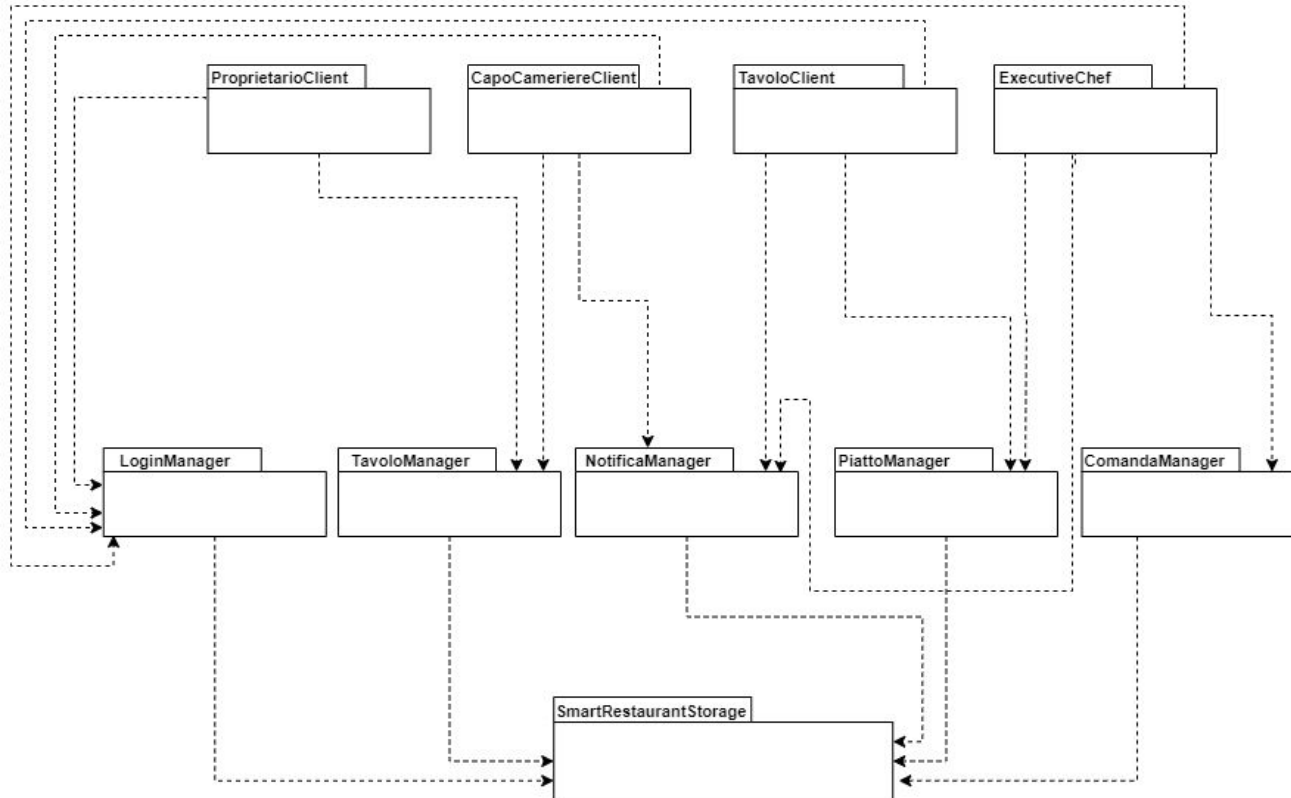 ProprietarioClient
CapoCameriereClient
TavoloClient
ExecutiveChef
LoginManager
TavoloManager
NotificaManager
PiattoManager
ComandaManager
SmartRestaurantStorage